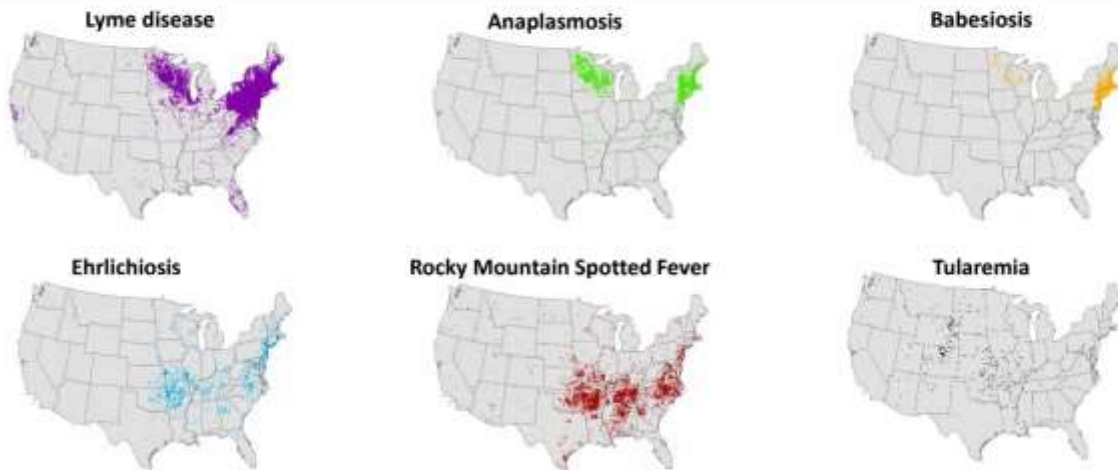 Lyme disease
Anaplasmosis
Babesiosis
Ehrlichiosis
Rocky Mountain Spotted Fever
Tularemia